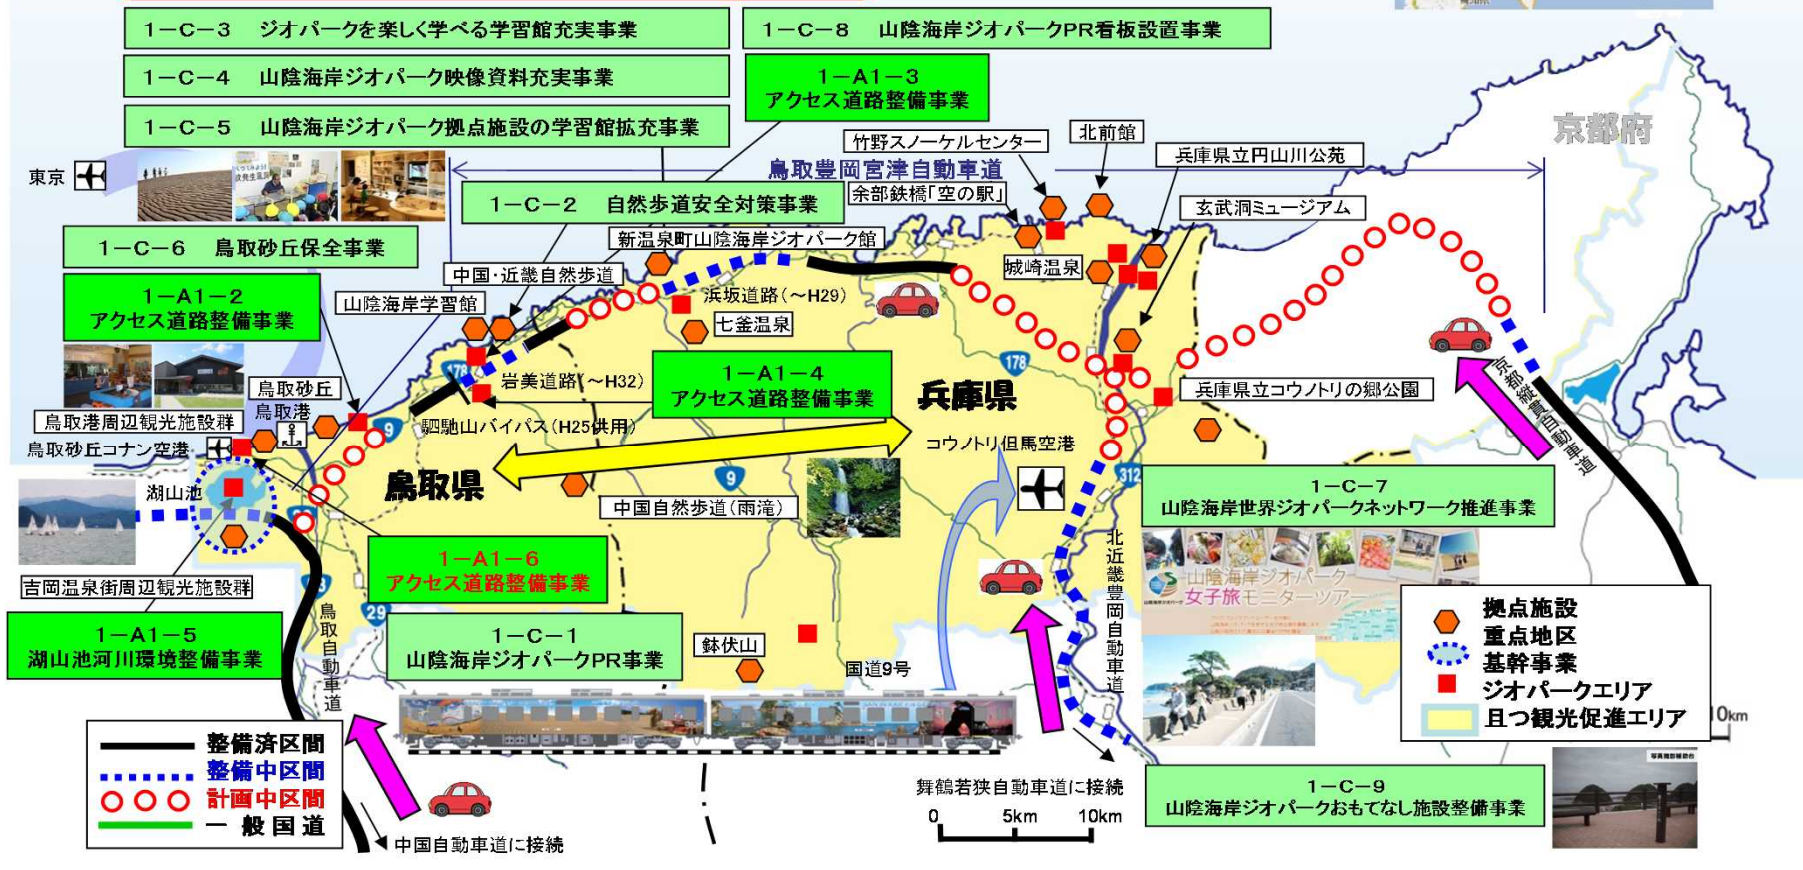 1－C－3 ジオパークを楽しく学べる学習館充実事業
1－C－8 山陰海岸ジオパークPR看板設置事業
1－C－4 山陰海岸ジオパーク映像資料充実事業
1－A1－3
アクセス道路整備事業
1－C－5 山陰海岸ジオパーク拠点施設の学習館拡充事業
京都府
竹野スノーケルセンター
北前館
兵庫県立円山川公苑
東京
鳥取豊岡宮津自動車道
1－C－2 自然歩道安全対策事業
余部鉄橋「空の駅」
玄武洞ミュージアム
1－C－6 鳥取砂丘保全事業
新温泉町山陰海岸ジオパーク館
中国・近畿自然歩道
城崎温泉
1－A1－2
アクセス道路整備事業
山陰海岸学習館
浜坂道路(～H29)
七釜温泉
178
岩美道路(～H32)
178
1－A1－4
アクセス道路整備事業
兵庫県
兵庫県立コウノトリの郷公園
京都縦貫自動車道
鳥取砂丘
鳥取港
鳥取港周辺観光施設群
9
駟馳山バイパス(H25供用)
鳥取砂丘コナン空港
コウノトリ但馬空港
鳥取県
9
312
湖山池
中国自然歩道(雨滝)
1－C－7
山陰海岸世界ジオパークネットワーク推進事業
1－A1－6
アクセス道路整備事業
北近畿豊岡自動車道
山陰海岸ジオパーク
女子旅モニターツアー
吉岡温泉街周辺観光施設群
29
鳥取自動車道
1－A1－5
湖山池河川環境整備事業
1－C－1
山陰海岸ジオパークPR事業
鉢伏山
国道9号
拠点施設
重点地区
基幹事業
ジオパークエリア
且つ観光促進エリア
10km
整備済区間
整備中区間
計画中区間
一般国道
舞鶴若狭自動車道に接続
0 5km 10km
1－C－9
山陰海岸ジオパークおもてなし施設整備事業
写真撮影補助台
中国自動車道に接続